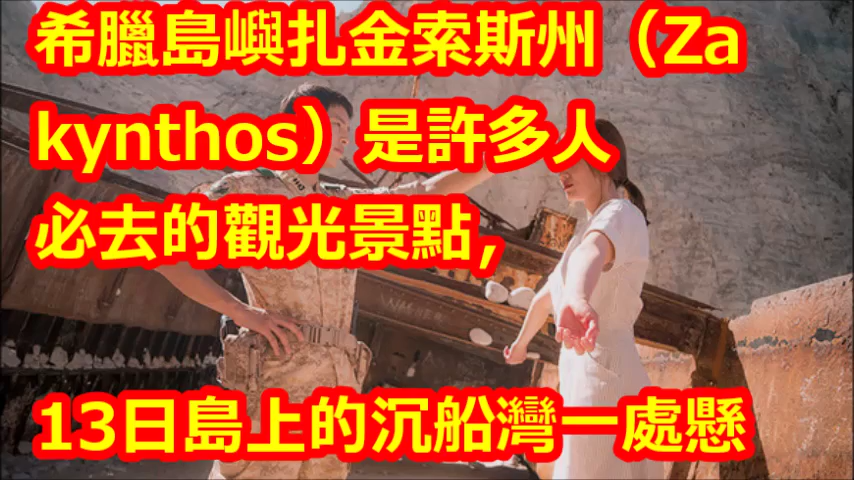 希臘島嶼扎金索斯州（Za
kynthos）是許多人
必去的觀光景點,
13日島上的沉船灣一處懸